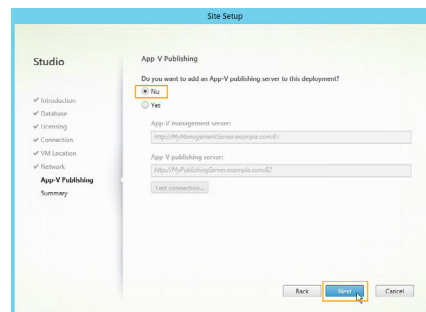 Site Setup
Studio
✓ Introduction
✓ Database
✓ Licensing
✓ Connection
✓ VM Location
✓ Network
App-V Publishing
Summary
App-V Publishing
Do you want to add an App-V publishing server to this deployment?
No
Yes
App-V management server:
http://MyManagementServer.example.com:81
App-V publishing server:
http://MyPublishingServer.example.com:82
Test connection...
Back
Next
Cancel